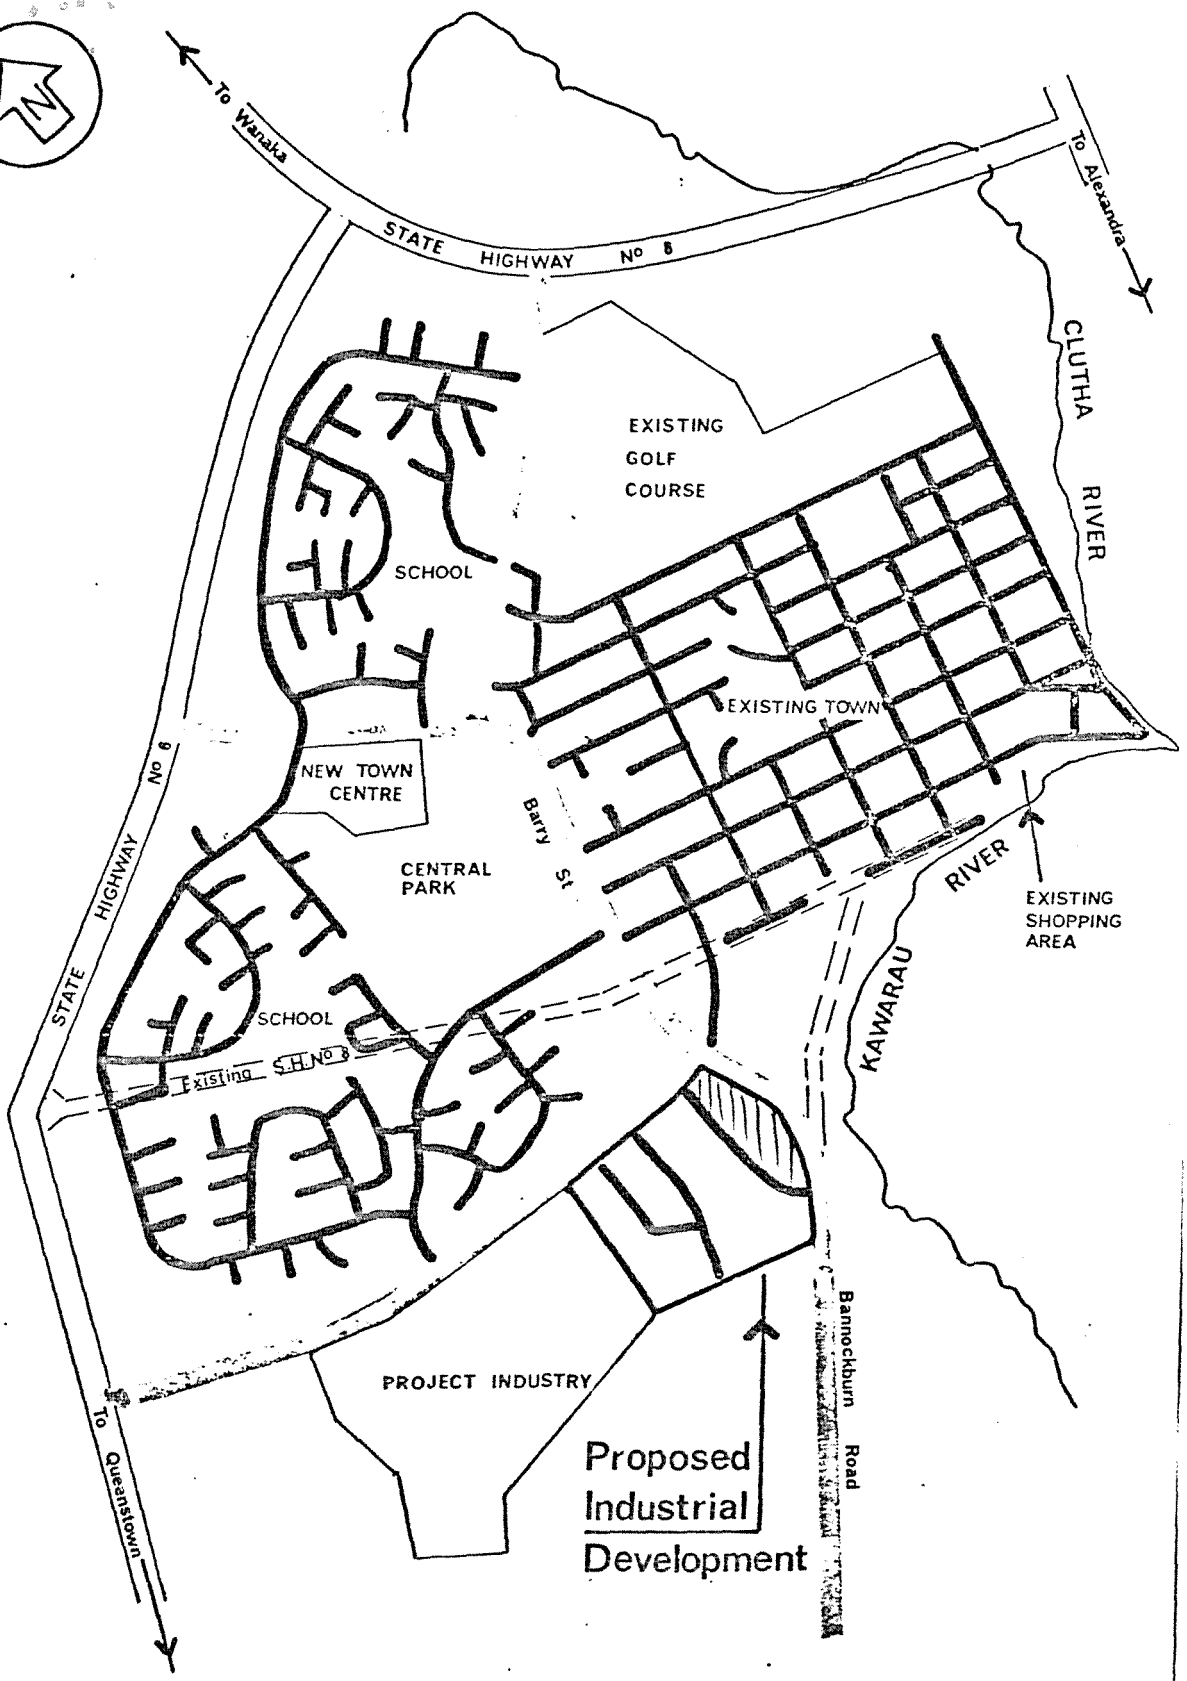 N
To Wanaka
To Alexandra
STATE HIGHWAY Nº 8
CLUTHA RIVER
EXISTING
GOLF
COURSE
SCHOOL
EXISTING TOWN
STATE HIGHWAY Nº 6
NEW TOWN
CENTRE
Barry St
CENTRAL
PARK
KAWARAU RIVER
EXISTING
SHOPPING
AREA
SCHOOL
Existing S.H.Nº 8
Bannockburn Road
PROJECT INDUSTRY
To Queanstown
Proposed
Industrial
Development